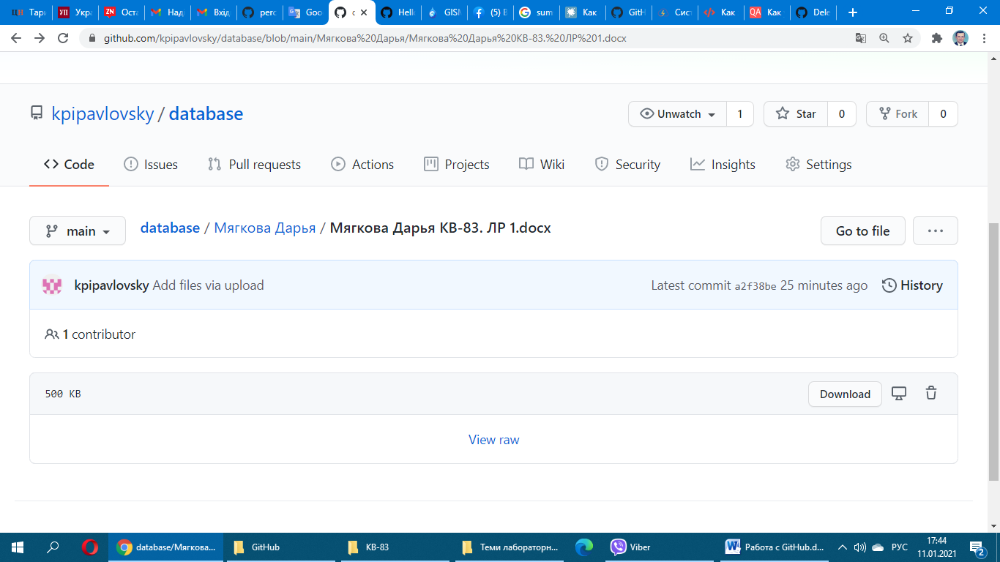 Тари Укра Оста Над Вхід perc Goo c Hello GISM (5) В sum Как GitH Сист Как Как Dele
github.com/kpipavlovsky/database/blob/main/Мягкова%20Дарья/Мягкова%20Дарья%20КВ-83.%20ЛР%201.docx
kpipavlovsky / database
Unwatch 1 Star 0 Fork 0
Code Issues Pull requests Actions Projects Wiki Security Insights Settings
main database / Мягкова Дарья / Мягкова Дарья КВ-83. ЛР 1.docx Go to file ...
kpipavlovsky Add files via upload Latest commit a2f38be 25 minutes ago History
1 contributor
500 KB Download
View raw
database/Мягкова... GitHub КВ-83 Теми лабораторн... Viber Работа с GitHub.d... РУС 17:44
11.01.2021 2